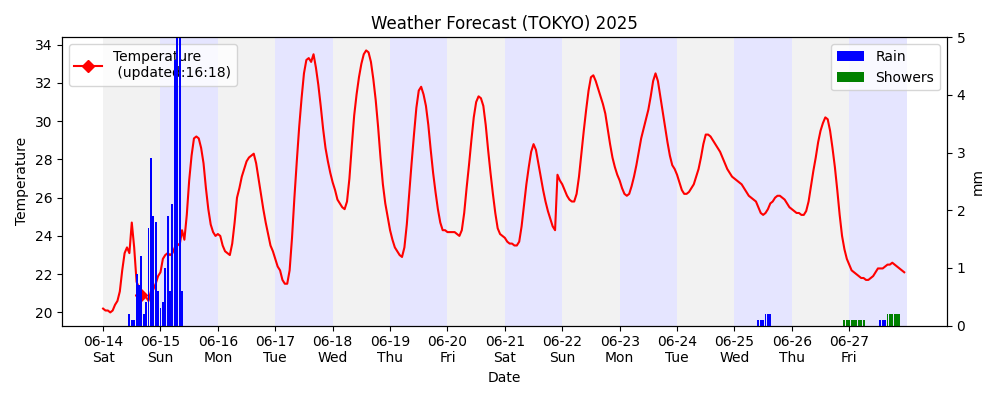 Weather Forecast (TOKYO) 2025
Temperature
(updated:16:18)
Rain
Showers
34
32
30
28
26
24
22
20
Temperature
5
4
3
2
1
0
mm
06-14 06-15 06-16 06-17 06-18 06-19 06-20 06-21 06-22 06-23 06-24 06-25 06-26 06-27
Sat Sun Mon Tue Wed Thu Fri Sat Sun Mon Tue Wed Thu Fri
Date